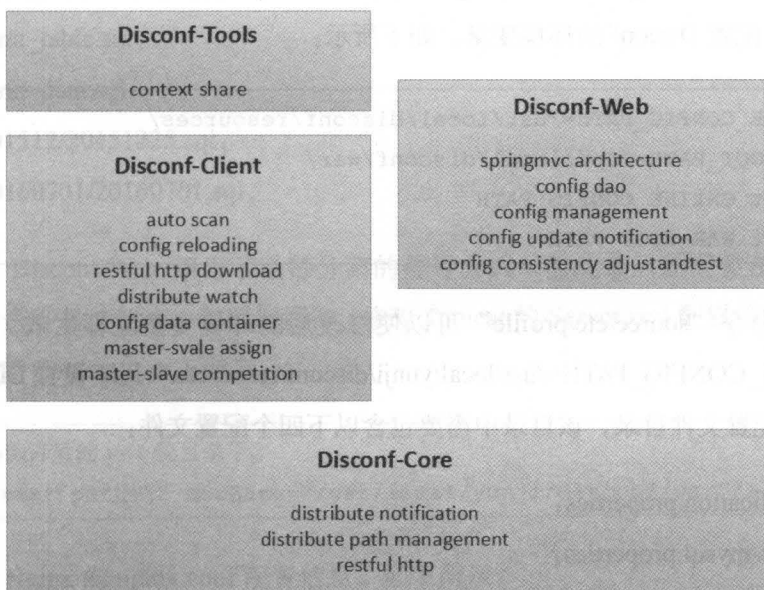 Disconf-Tools
context share
Disconf-Client
auto scan
config reloading
restful http download
distribute watch
config data container
master-svale assign
master-slave competition
Disconf-Web
springmvc architecture
config dao
config management
config update notification
config consistency adjustandtest
Disconf-Core
distribute notification
distribute path management
restful http